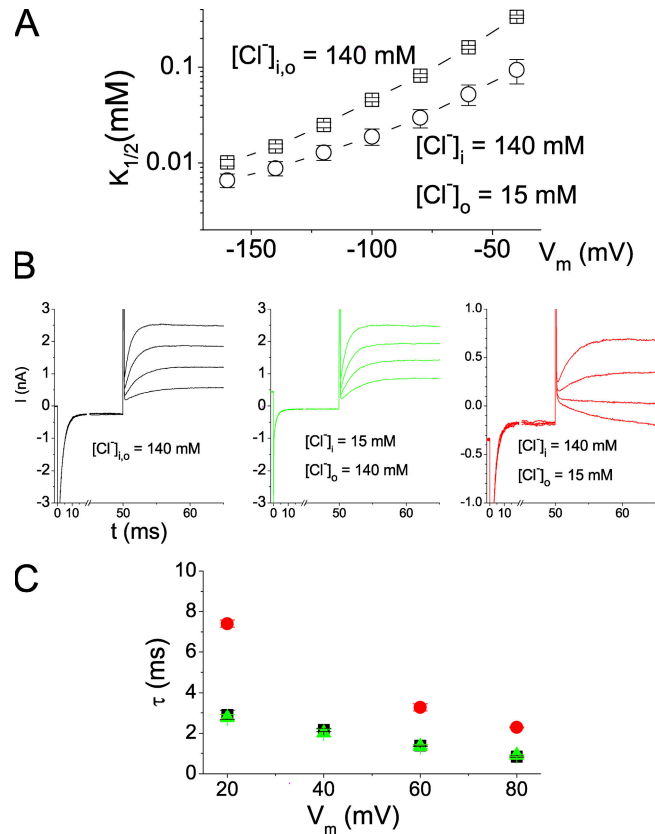 A
K1/2(mM)
0.1
0.01
[Cl-]i,o = 140 mM
[Cl-]i = 140 mM
[Cl-]o = 15 mM
-150 -100 -50 Vm (mV)
B
I (nA)
3
2
1
0
-1
-2
-3
[Cl-]i,o = 140 mM
0 10 50 60
t (ms)
3
2
1
0
-1
-2
-3
[Cl-]i = 15 mM
[Cl-]o = 140 mM
0 10 50 60
1.0
0.5
0.0
-0.5
-1.0
[Cl-]i = 140 mM
[Cl-]o = 15 mM
0 10 50 60
C
τ (ms)
10
8
6
4
2
0
20 40 60 80
Vm (mV)